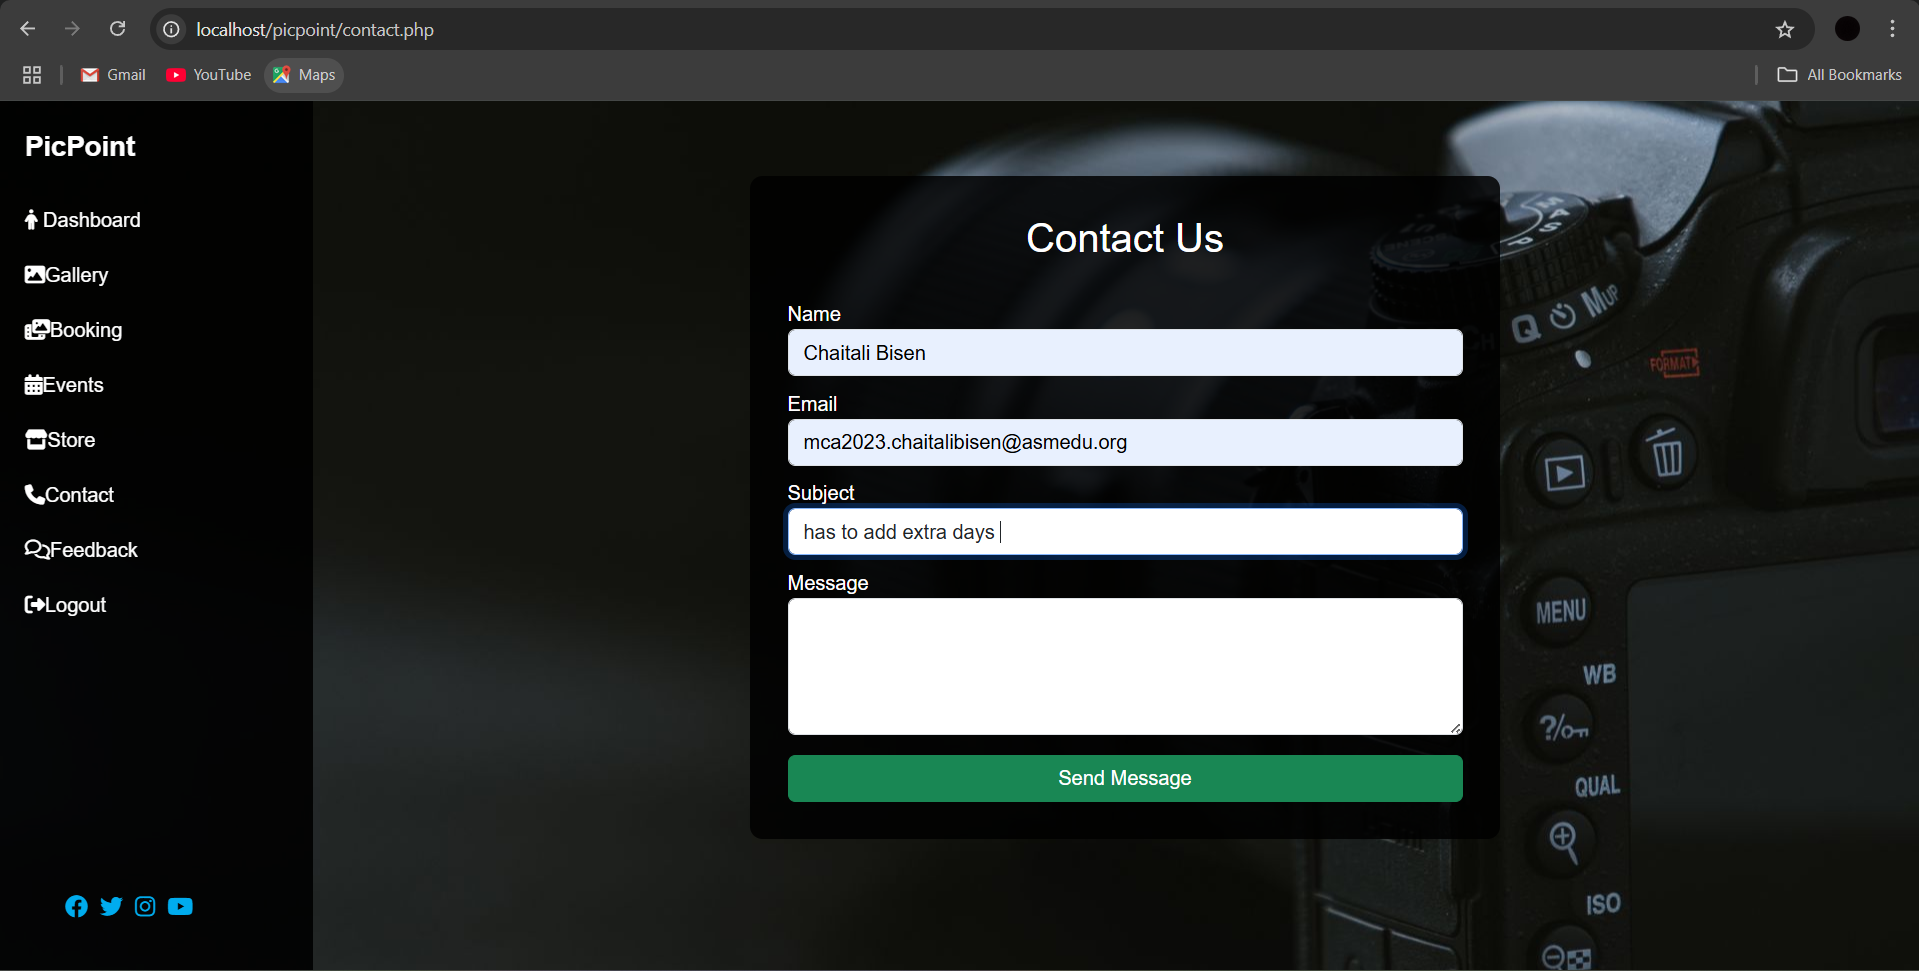 localhost/picpoint/contact.php
Gmail YouTube Maps All Bookmarks
PicPoint
Dashboard
Gallery
Booking
Events
Store
Contact
Feedback
Logout
Contact Us
Name
Chaitali Bisen
Email
mca2023.chaitalibisen@asmedu.org
Subject
has to add extra days
Message
Send Message
M A S P
Q MUP
FORMAT
MENU
WB
?/
QUAL
ISO